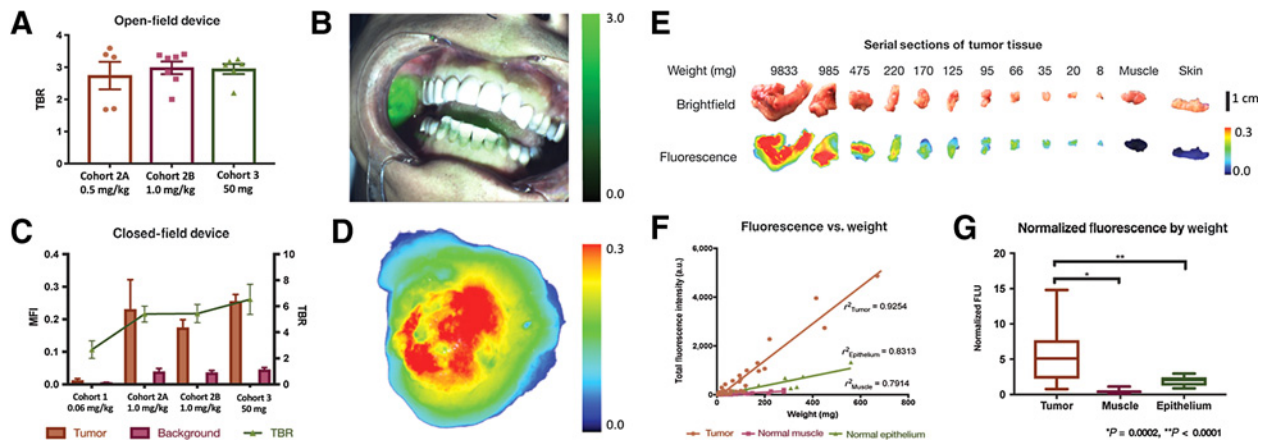 A
Open-field device
TBR
4
3
2
1
0
Cohort 2A
0.5 mg/kg
Cohort 2B
1.0 mg/kg
Cohort 3
50 mg
B
3.0
0.0
C
Closed-field device
MFI
0.4
0.3
0.2
0.1
0.0
10
8
6
4
2
0
TBR
Cohort 1
0.06 mg/kg
Cohort 2A
1.0 mg/kg
Cohort 2B
1.0 mg/kg
Cohort 3
50 mg
Tumor Background TBR
D
0.3
0.0
E
Serial sections of tumor tissue
Weight (mg) 9833 985 475 220 170 125 95 66 35 20 8 Muscle Skin
Brightfield
1 cm
Fluorescence
0.3
0.0
F
Fluorescence vs. weight
Total fluorescence intensity (a.u.)
6,000
4,000
2,000
0
r²Tumor = 0.9254
r²Epithelium = 0.8313
r²Muscle = 0.7914
0 200 400 600 800
Weight (mg)
Tumor Normal muscle Normal epithelium
G
Normalized fluorescence by weight
Normalized FLU
20
15
10
5
0
*
**
Tumor Muscle Epithelium
*P = 0.0002, **P < 0.0001